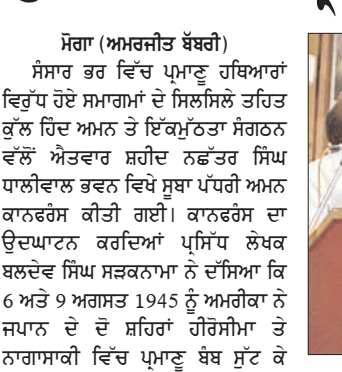 ਮੋਗਾ (ਅਮਰਜੀਤ ਬੱਬਰੀ)
ਸੰਸਾਰ ਭਰ ਵਿੱਚ ਪ੍ਰਮਾਣੂ ਹਥਿਆਰਾਂ
ਵਿਰੁੱਧ ਹੋਏ ਸਮਾਗਮਾਂ ਦੇ ਸਿਲਸਿਲੇ ਤਹਿਤ
ਕੁੱਲ ਹਿੰਦ ਅਮਨ ਤੇ ਇੱਕਮੁੱਠਤਾ ਸੰਗਠਨ
ਵੱਲੋਂ ਐਤਵਾਰ ਸ਼ਹੀਦ ਨਛੱਤਰ ਸਿੰਘ
ਧਾਲੀਵਾਲ ਭਵਨ ਵਿਖੇ ਸੂਬਾ ਪੱਧਰੀ ਅਮਨ
ਕਾਨਫਰੰਸ ਕੀਤੀ ਗਈ। ਕਾਨਫਰੰਸ ਦਾ
ਉਦਘਾਟਨ ਕਰਦਿਆਂ ਪ੍ਰਸਿੱਧ ਲੇਖਕ
ਬਲਦੇਵ ਸਿੰਘ ਸੜਕਨਾਮਾ ਨੇ ਦੱਸਿਆ ਕਿ
6 ਅਤੇ 9 ਅਗਸਤ 1945 ਨੂੰ ਅਮਰੀਕਾ ਨੇ
ਜਪਾਨ ਦੇ ਦੋ ਸ਼ਹਿਰਾਂ ਹੀਰੋਸੀਮਾ ਤੇ
ਨਾਗਾਸਾਕੀ ਵਿੱਚ ਪ੍ਰਮਾਣੂ ਬੰਬ ਸੁੱਟ ਕੇ